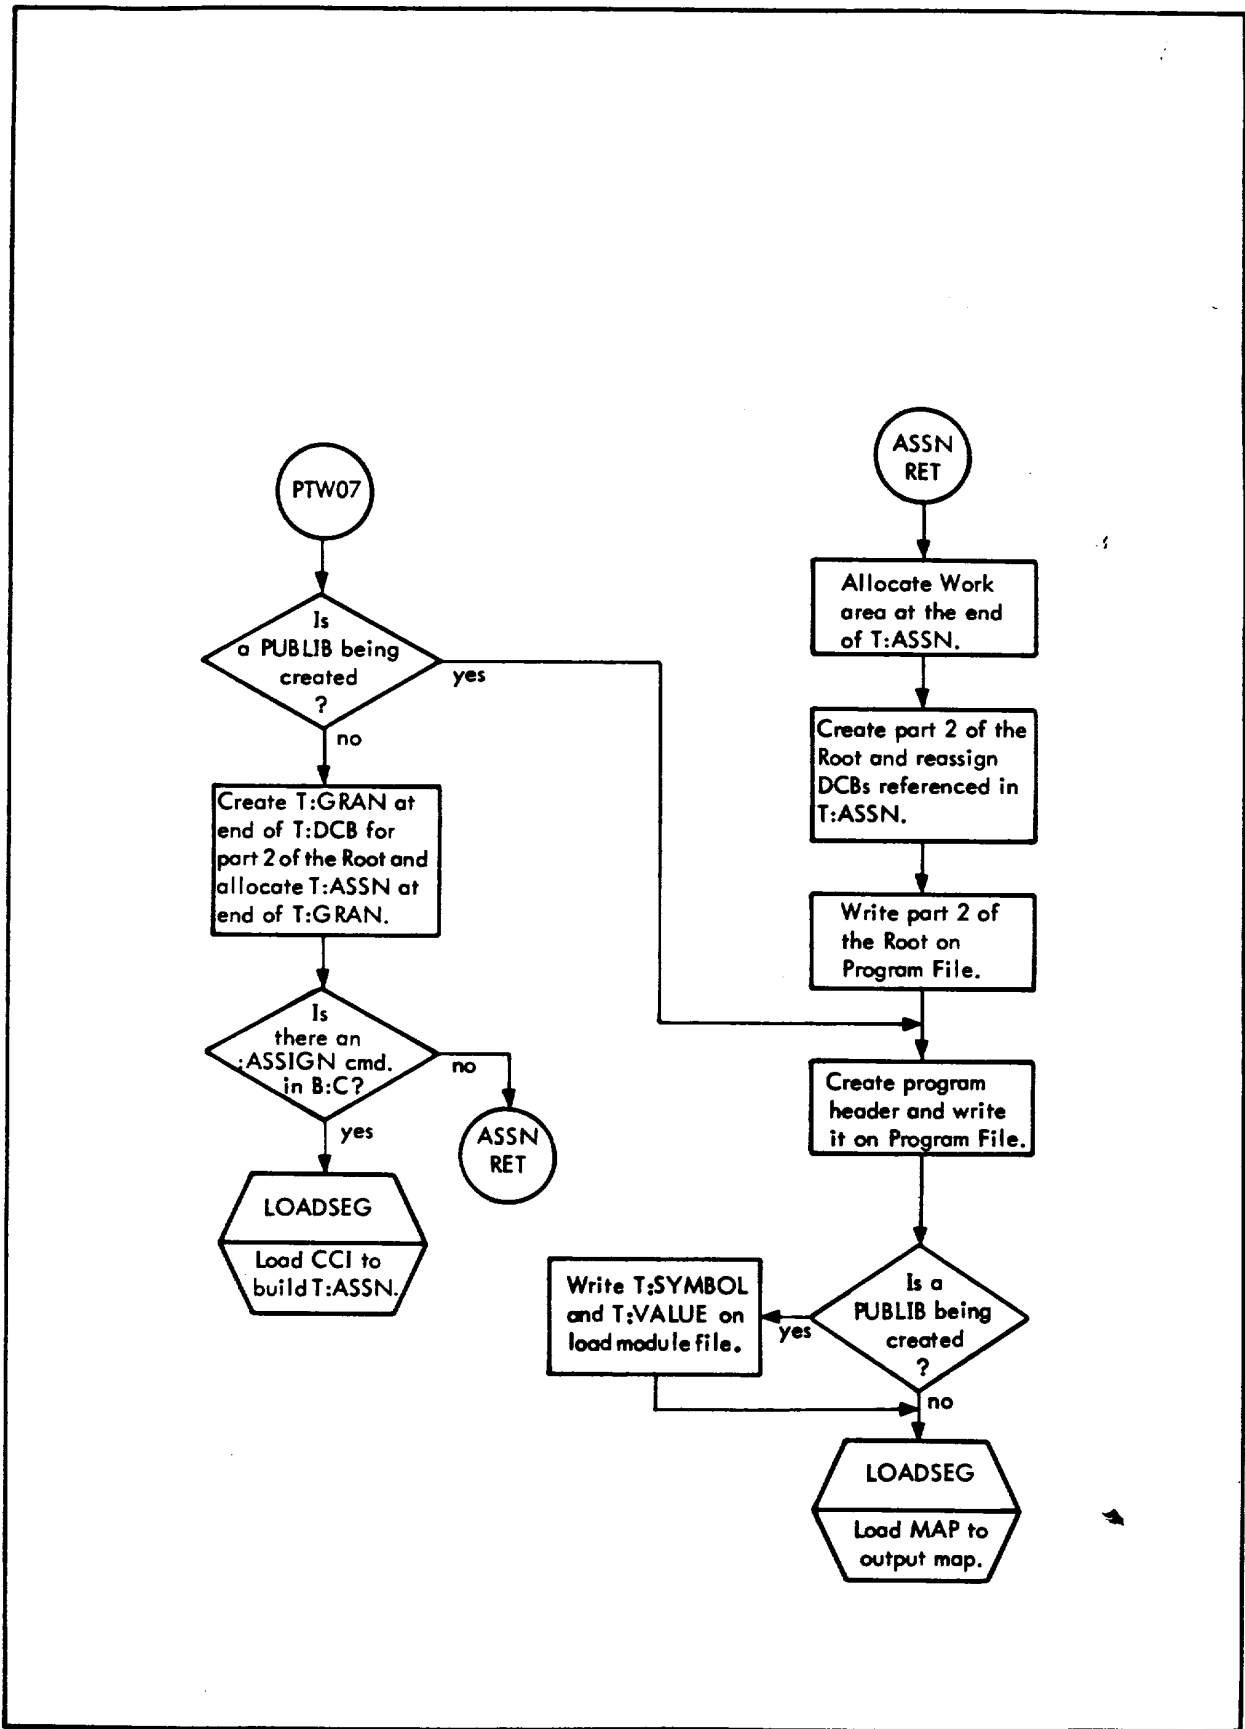 PTW07
Is
a PUBLIB being
created
?
yes
no
Create T:GRAN at
end of T:DCB for
part 2 of the Root and
allocate T:ASSN at
end of T:GRAN.
Is
there an
:ASSIGN cmd.
in B:C?
no
yes
ASSN
RET
LOADSEG
Load CCI to
build T:ASSN.
ASSN
RET
Allocate Work
area at the end
of T:ASSN.
Create part 2 of the
Root and reassign
DCBs referenced in
T:ASSN.
Write part 2 of
the Root on
Program File.
Create program
header and write
it on Program File.
Is a
PUBLIB being
created
?
yes
no
Write T:SYMBOL
and T:VALUE on
load module file.
LOADSEG
Load MAP to
output map.